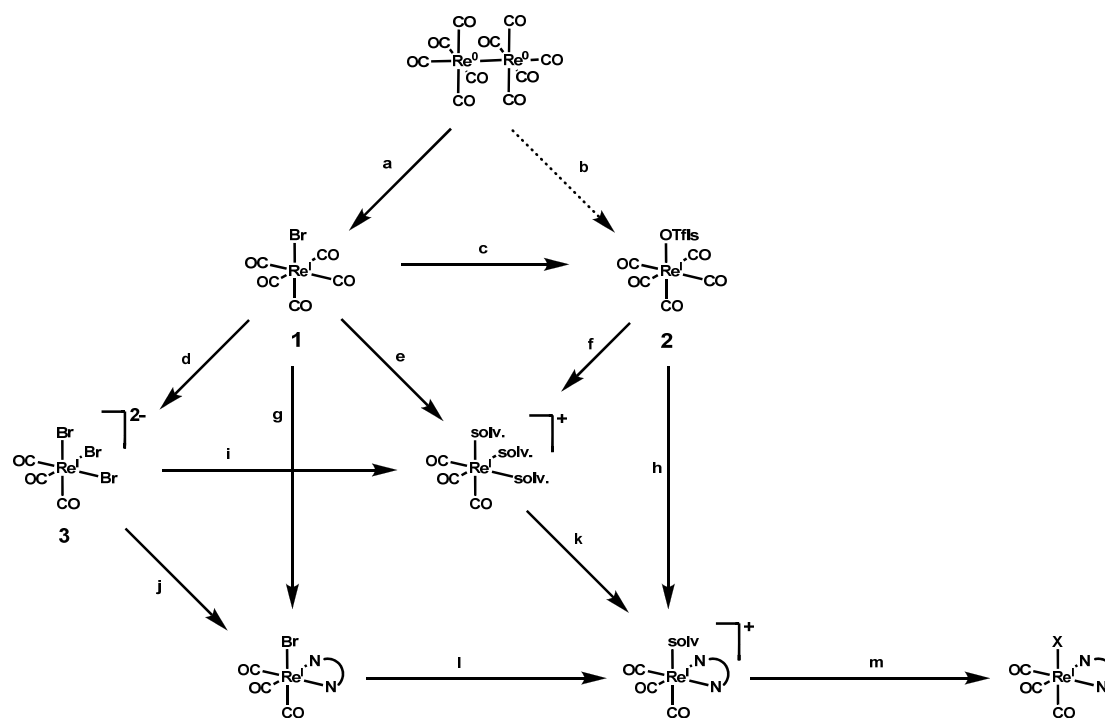 CO CO
OC CO
OC Re⁰ Re⁰ CO
CO CO
CO CO
a b
Br
OC Re^I CO
OC CO
CO
1
c
OTfls
OC Re^I CO
OC CO
CO
2
d e f
Br ]2-
OC Re^I Br
OC Br
CO
3
g
i
solv. ]+
OC Re^I solv.
OC solv.
CO
h
j k
Br
OC Re^I N
OC N
CO
l
solv ]+
OC Re^I N
OC N
CO
m
X
OC Re^I N
OC N
CO